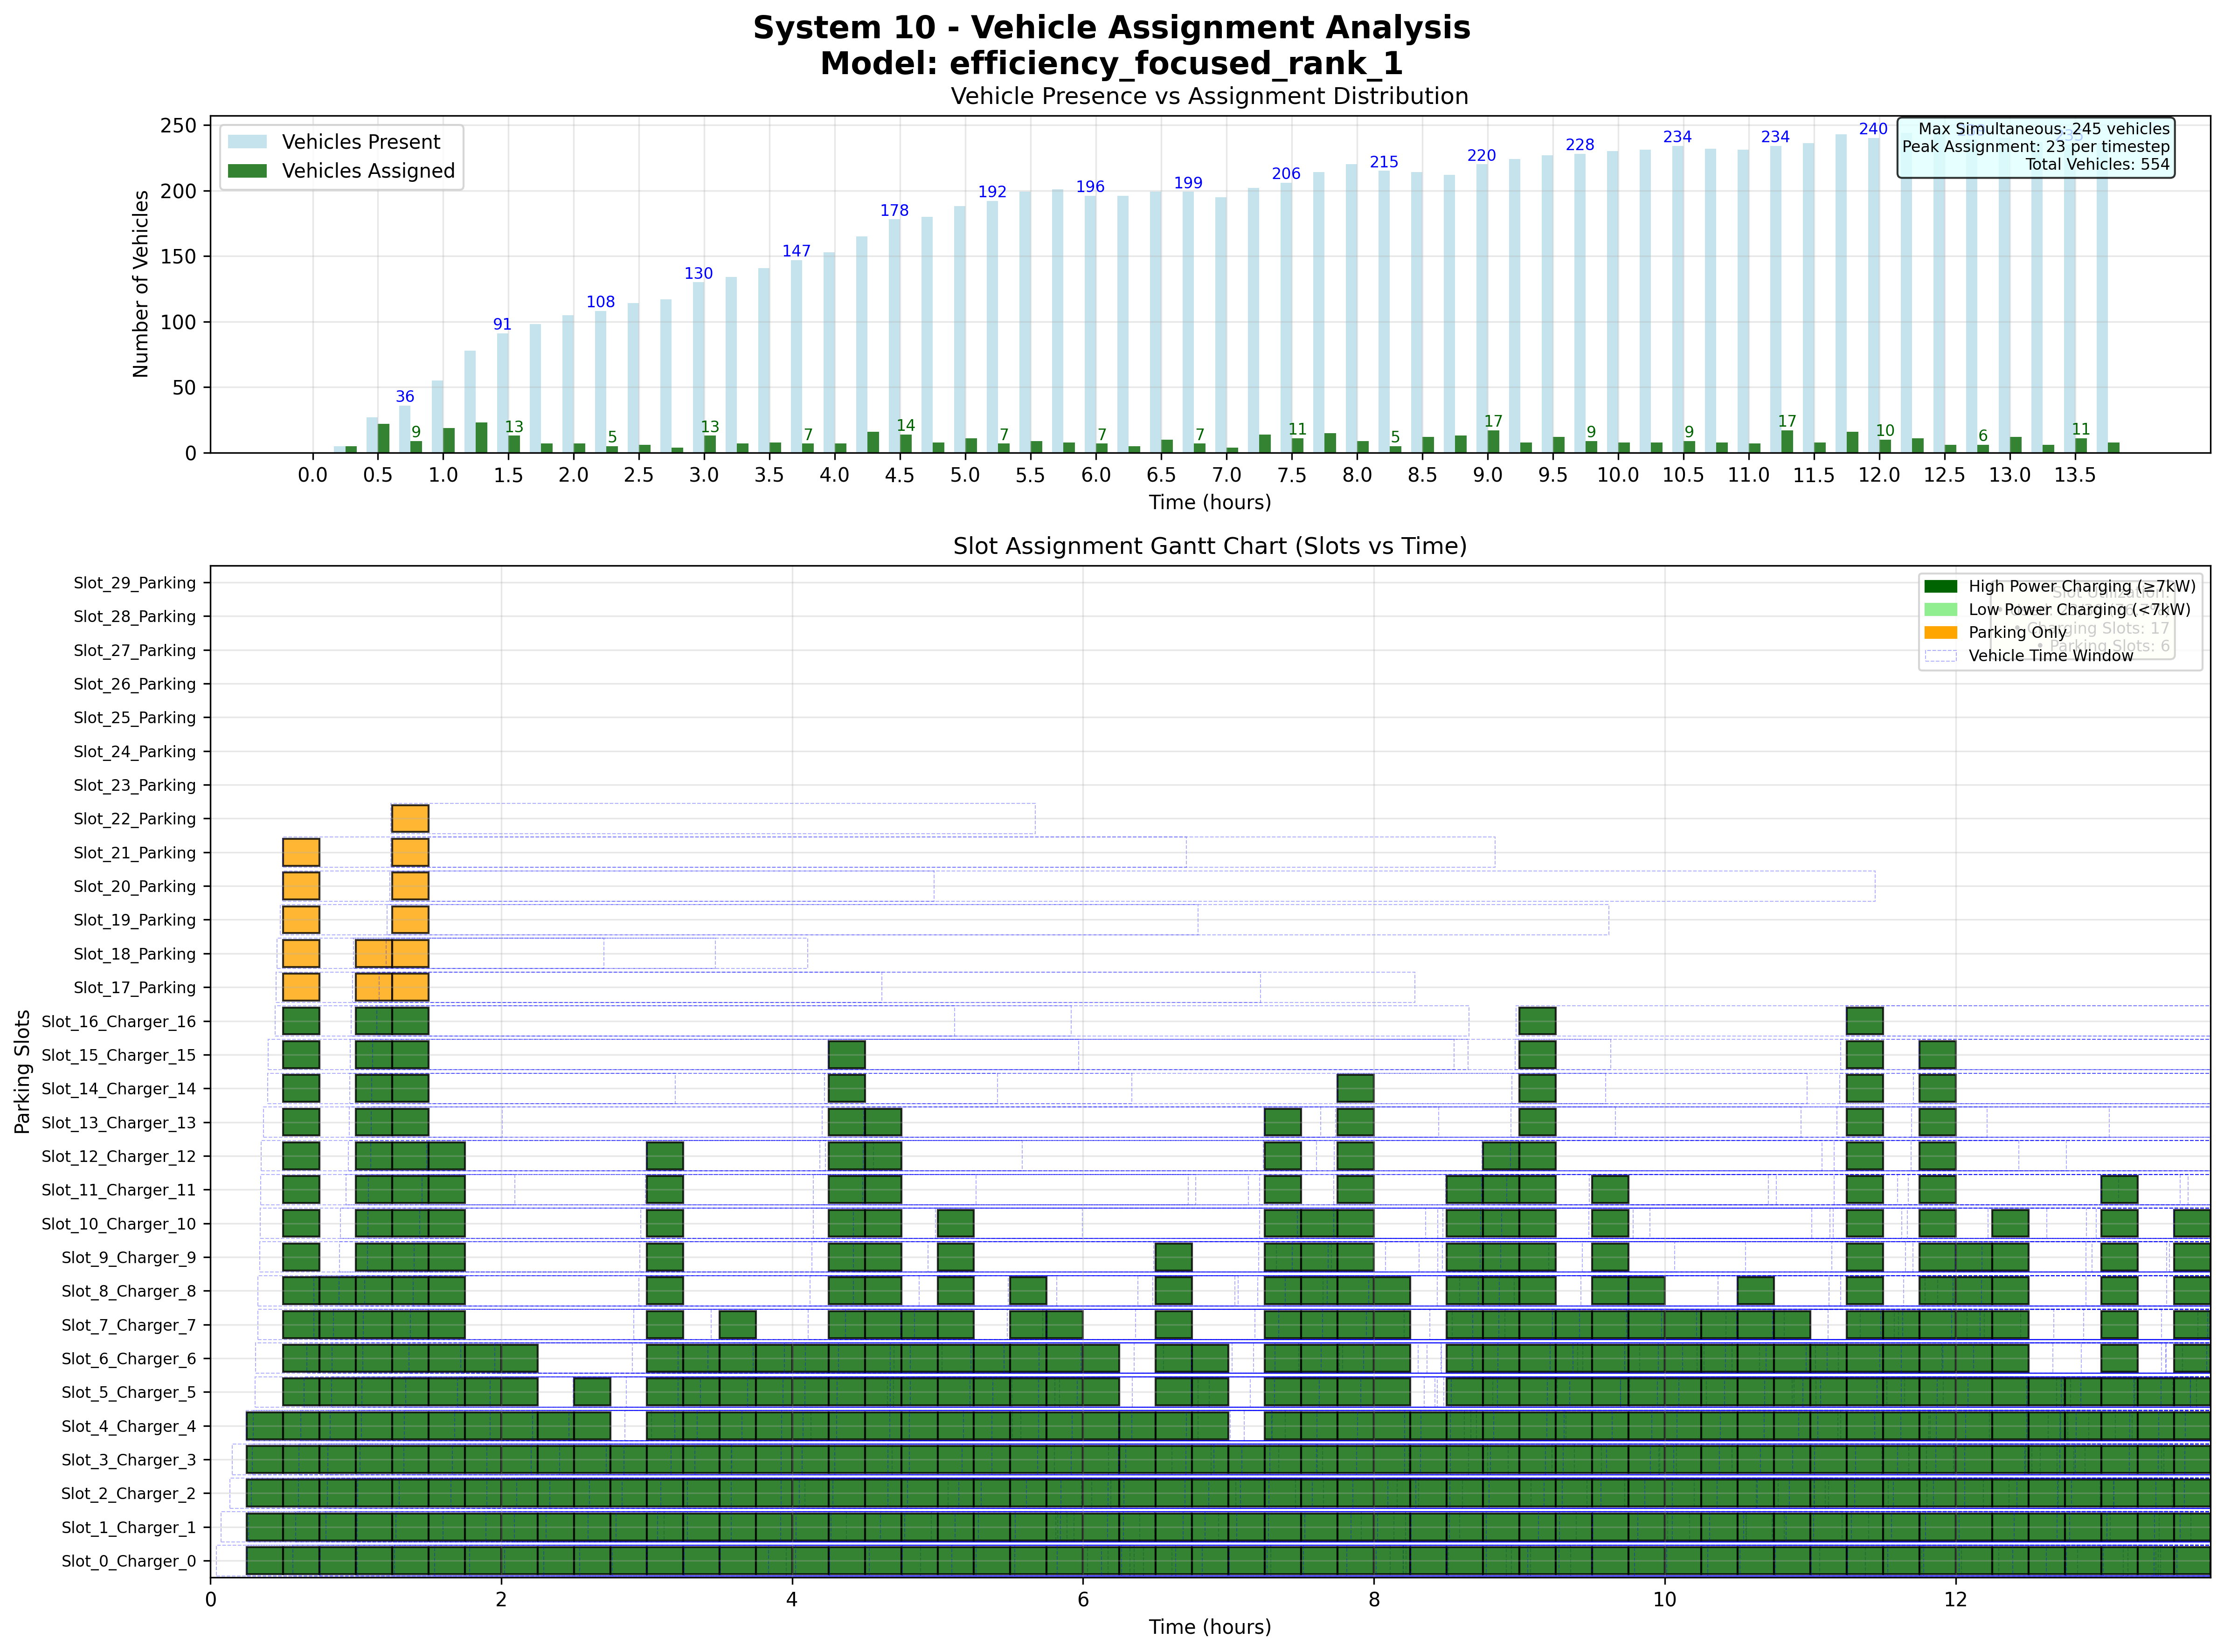 System 10 - Vehicle Assignment Analysis
Model: efficiency_focused_rank_1
Vehicle Presence vs Assignment Distribution
Number of Vehicles
250
200
150
100
50
0
Vehicles Present
Vehicles Assigned
Max Simultaneous: 245 vehicles
Peak Assignment: 23 per timestep
Total Vehicles: 554
36 91 108 130 147 178 192 196 199 206 215 220 228 234 234 240
9 13 5 13 7 14 7 7 7 11 5 17 9 9 17 10 6 11
0.0 0.5 1.0 1.5 2.0 2.5 3.0 3.5 4.0 4.5 5.0 5.5 6.0 6.5 7.0 7.5 8.0 8.5 9.0 9.5 10.0 10.5 11.0 11.5 12.0 12.5 13.0 13.5
Time (hours)
Slot Assignment Gantt Chart (Slots vs Time)
Parking Slots
Slot_29_Parking
Slot_28_Parking
Slot_27_Parking
Slot_26_Parking
Slot_25_Parking
Slot_24_Parking
Slot_23_Parking
Slot_22_Parking
Slot_21_Parking
Slot_20_Parking
Slot_19_Parking
Slot_18_Parking
Slot_17_Parking
Slot_16_Charger_16
Slot_15_Charger_15
Slot_14_Charger_14
Slot_13_Charger_13
Slot_12_Charger_12
Slot_11_Charger_11
Slot_10_Charger_10
Slot_9_Charger_9
Slot_8_Charger_8
Slot_7_Charger_7
Slot_6_Charger_6
Slot_5_Charger_5
Slot_4_Charger_4
Slot_3_Charger_3
Slot_2_Charger_2
Slot_1_Charger_1
Slot_0_Charger_0
High Power Charging (≥7kW)
Low Power Charging (<7kW)
Parking Only
Vehicle Time Window
Slot Utilization:
• Charging Slots: 17
• Parking Slots: 6
0 2 4 6 8 10 12
Time (hours)